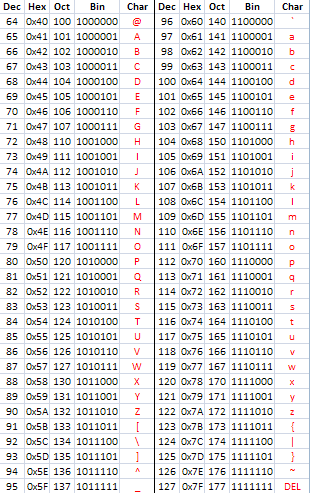 Dec Hex Oct Bin Char Dec Hex Oct Bin Char
64 0x40 100 1000000 @ 96 0x60 140 1100000 `
65 0x41 101 1000001 A 97 0x61 141 1100001 a
66 0x42 102 1000010 B 98 0x62 142 1100010 b
67 0x43 103 1000011 C 99 0x63 143 1100011 c
68 0x44 104 1000100 D 100 0x64 144 1100100 d
69 0x45 105 1000101 E 101 0x65 145 1100101 e
70 0x46 106 1000110 F 102 0x66 146 1100110 f
71 0x47 107 1000111 G 103 0x67 147 1100111 g
72 0x48 110 1001000 H 104 0x68 150 1101000 h
73 0x49 111 1001001 I 105 0x69 151 1101001 i
74 0x4A 112 1001010 J 106 0x6A 152 1101010 j
75 0x4B 113 1001011 K 107 0x6B 153 1101011 k
76 0x4C 114 1001100 L 108 0x6C 154 1101100 l
77 0x4D 115 1001101 M 109 0x6D 155 1101101 m
78 0x4E 116 1001110 N 110 0x6E 156 1101110 n
79 0x4F 117 1001111 O 111 0x6F 157 1101111 o
80 0x50 120 1010000 P 112 0x70 160 1110000 p
81 0x51 121 1010001 Q 113 0x71 161 1110001 q
82 0x52 122 1010010 R 114 0x72 162 1110010 r
83 0x53 123 1010011 S 115 0x73 163 1110011 s
84 0x54 124 1010100 T 116 0x74 164 1110100 t
85 0x55 125 1010101 U 117 0x75 165 1110101 u
86 0x56 126 1010110 V 118 0x76 166 1110110 v
87 0x57 127 1010111 W 119 0x77 167 1110111 w
88 0x58 130 1011000 X 120 0x78 170 1111000 x
89 0x59 131 1011001 Y 121 0x79 171 1111001 y
90 0x5A 132 1011010 Z 122 0x7A 172 1111010 z
91 0x5B 133 1011011 [ 123 0x7B 173 1111011 {
92 0x5C 134 1011100 \ 124 0x7C 174 1111100 |
93 0x5D 135 1011101 ] 125 0x7D 175 1111101 }
94 0x5E 136 1011110 ^ 126 0x7E 176 1111110 ~
95 0x5F 137 1011111 _ 127 0x7F 177 1111111 DEL